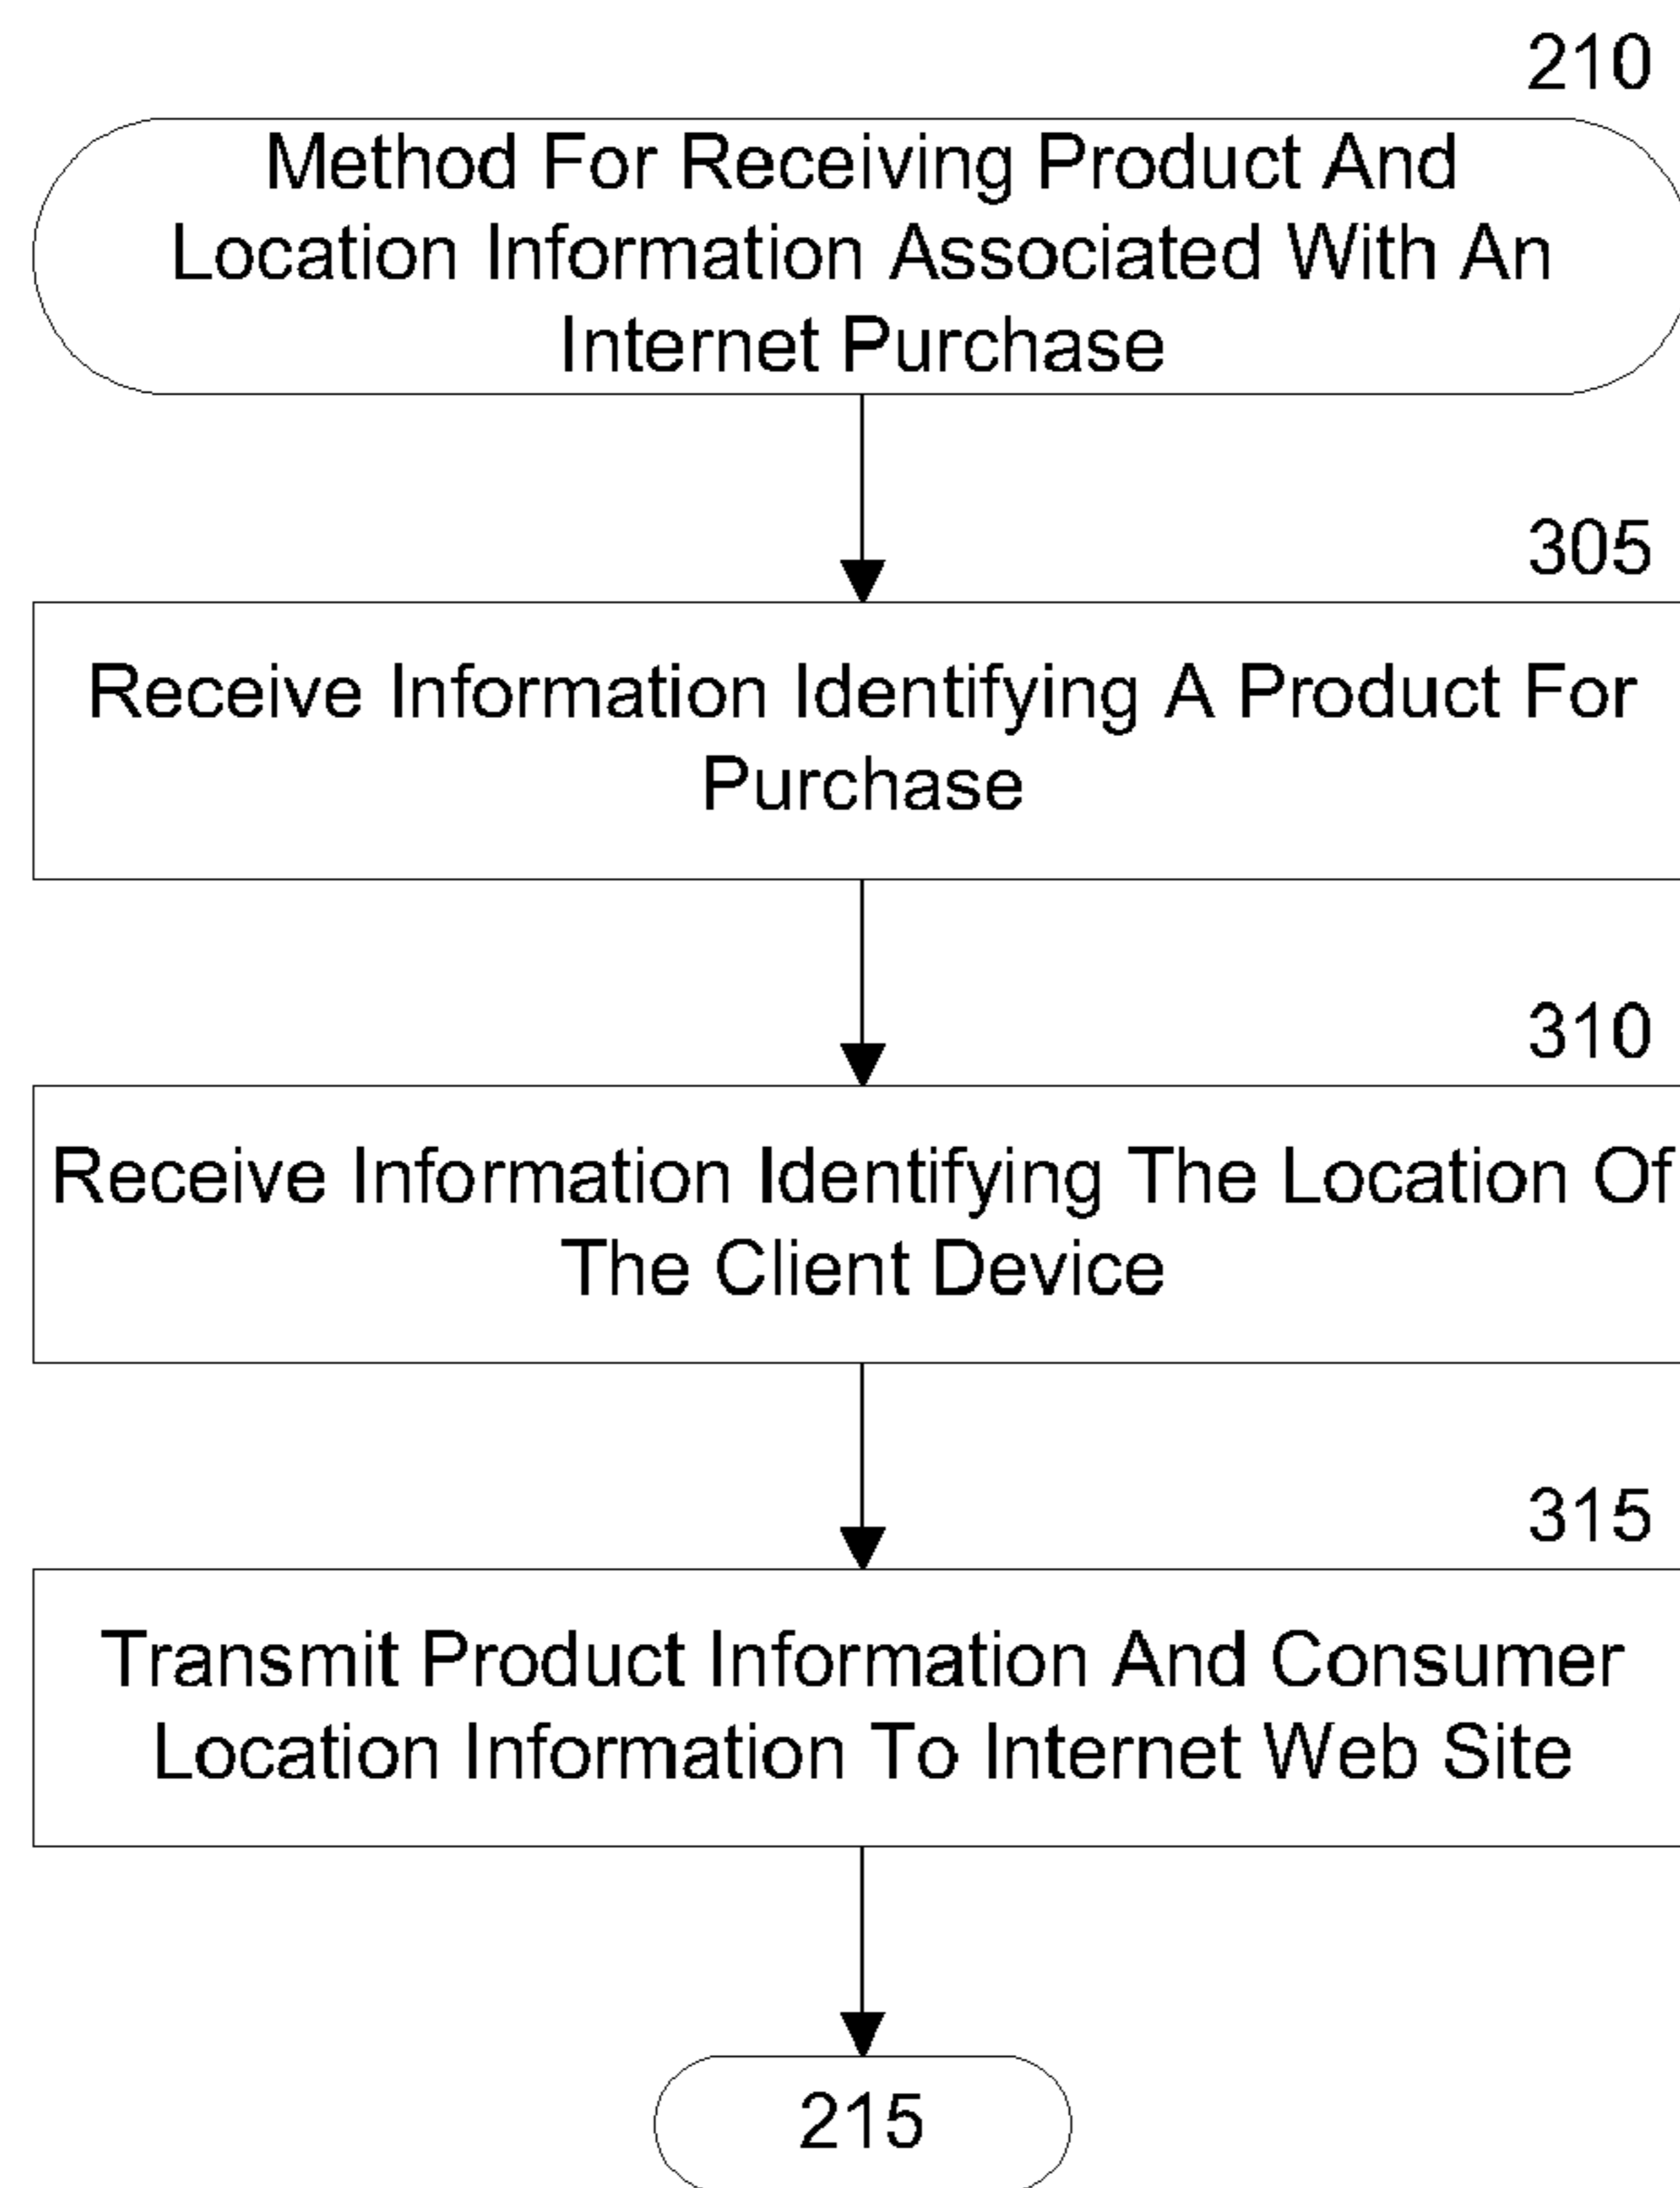 210
Method For Receiving Product And
Location Information Associated With An
Internet Purchase
305
Receive Information Identifying A Product For
Purchase
310
Receive Information Identifying The Location Of
The Client Device
315
Transmit Product Information And Consumer
Location Information To Internet Web Site
215